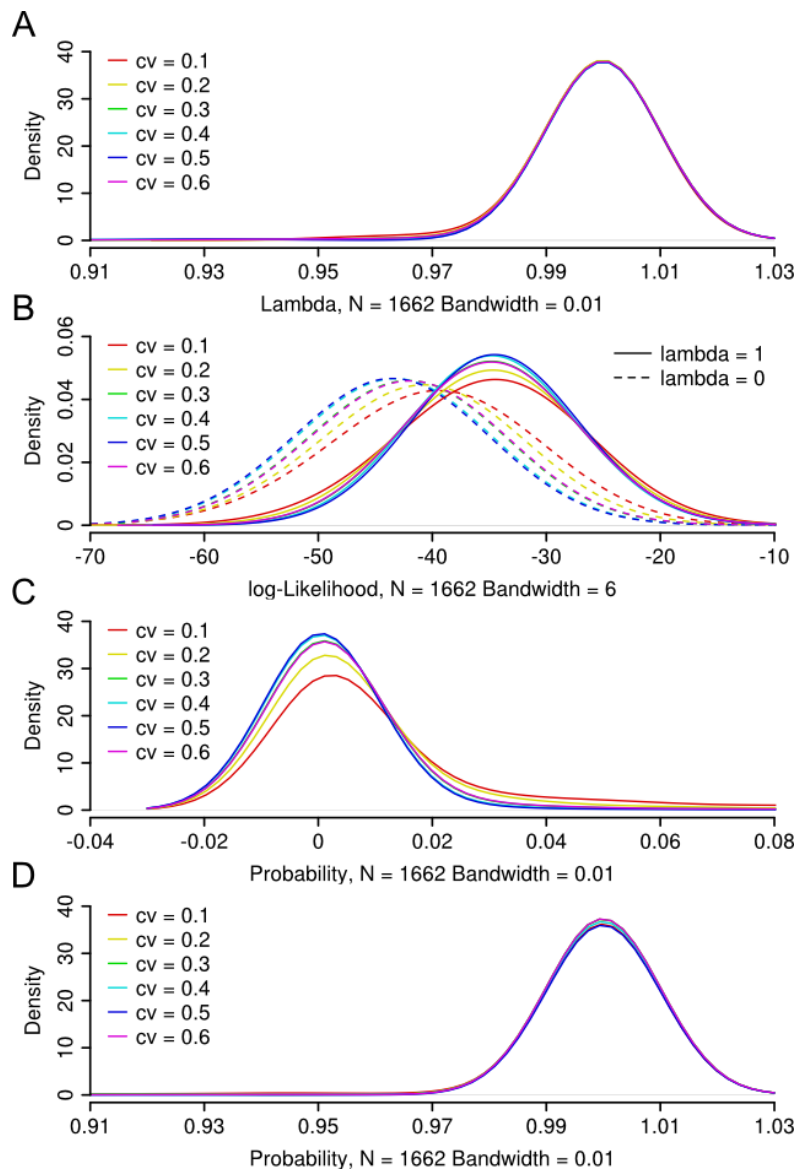 A
Density
0 10 20 30 40
cv = 0.1
cv = 0.2
cv = 0.3
cv = 0.4
cv = 0.5
cv = 0.6
0.91 0.93 0.95 0.97 0.99 1.01 1.03
Lambda, N = 1662 Bandwidth = 0.01
B
Density
0 0.02 0.04 0.06
cv = 0.1
cv = 0.2
cv = 0.3
cv = 0.4
cv = 0.5
cv = 0.6
lambda = 1
lambda = 0
-70 -60 -50 -40 -30 -20 -10
log-Likelihood, N = 1662 Bandwidth = 6
C
Density
0 10 20 30 40
cv = 0.1
cv = 0.2
cv = 0.3
cv = 0.4
cv = 0.5
cv = 0.6
-0.04 -0.02 0 0.02 0.04 0.06 0.08
Probability, N = 1662 Bandwidth = 0.01
D
Density
0 10 20 30 40
cv = 0.1
cv = 0.2
cv = 0.3
cv = 0.4
cv = 0.5
cv = 0.6
0.91 0.93 0.95 0.97 0.99 1.01 1.03
Probability, N = 1662 Bandwidth = 0.01